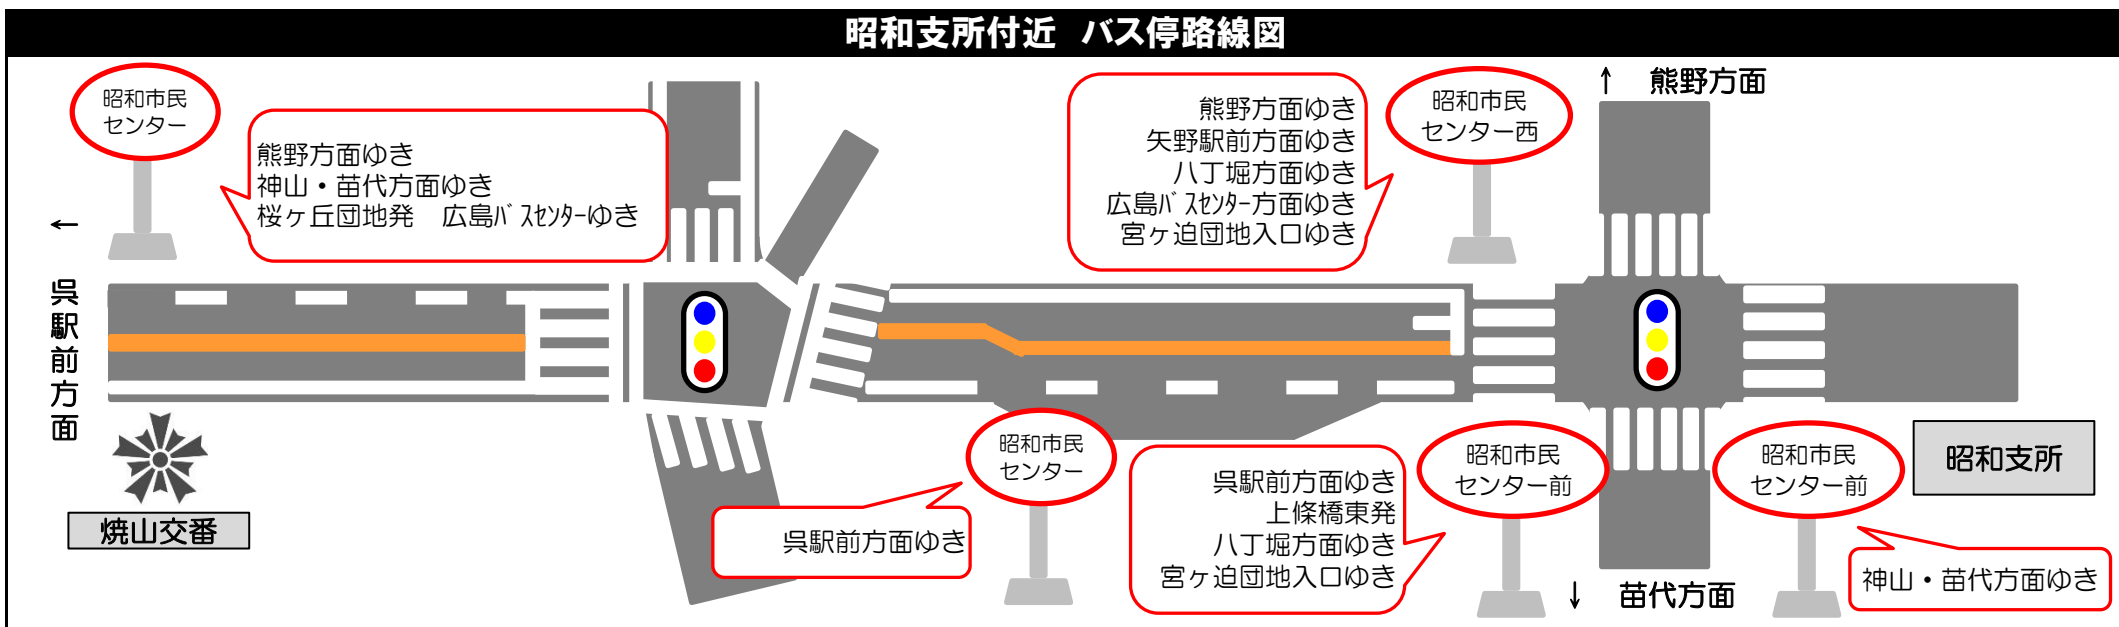 昭和支所付近 バス停路線図
昭和市民
センター
熊野方面ゆき
神山・苗代方面ゆき
桜ヶ丘団地発 広島バスセンターゆき
←
呉駅前方面
焼山交番
熊野方面ゆき
矢野駅前方面ゆき
八丁堀方面ゆき
広島バスセンター方面ゆき
宮ヶ迫団地入口ゆき
昭和市民
センター西
↑ 熊野方面
昭和市民
センター
呉駅前方面ゆき
呉駅前方面ゆき
上條橋東発
八丁堀方面ゆき
宮ヶ迫団地入口ゆき
昭和市民
センター前
↓ 苗代方面
昭和市民
センター前
昭和支所
神山・苗代方面ゆき